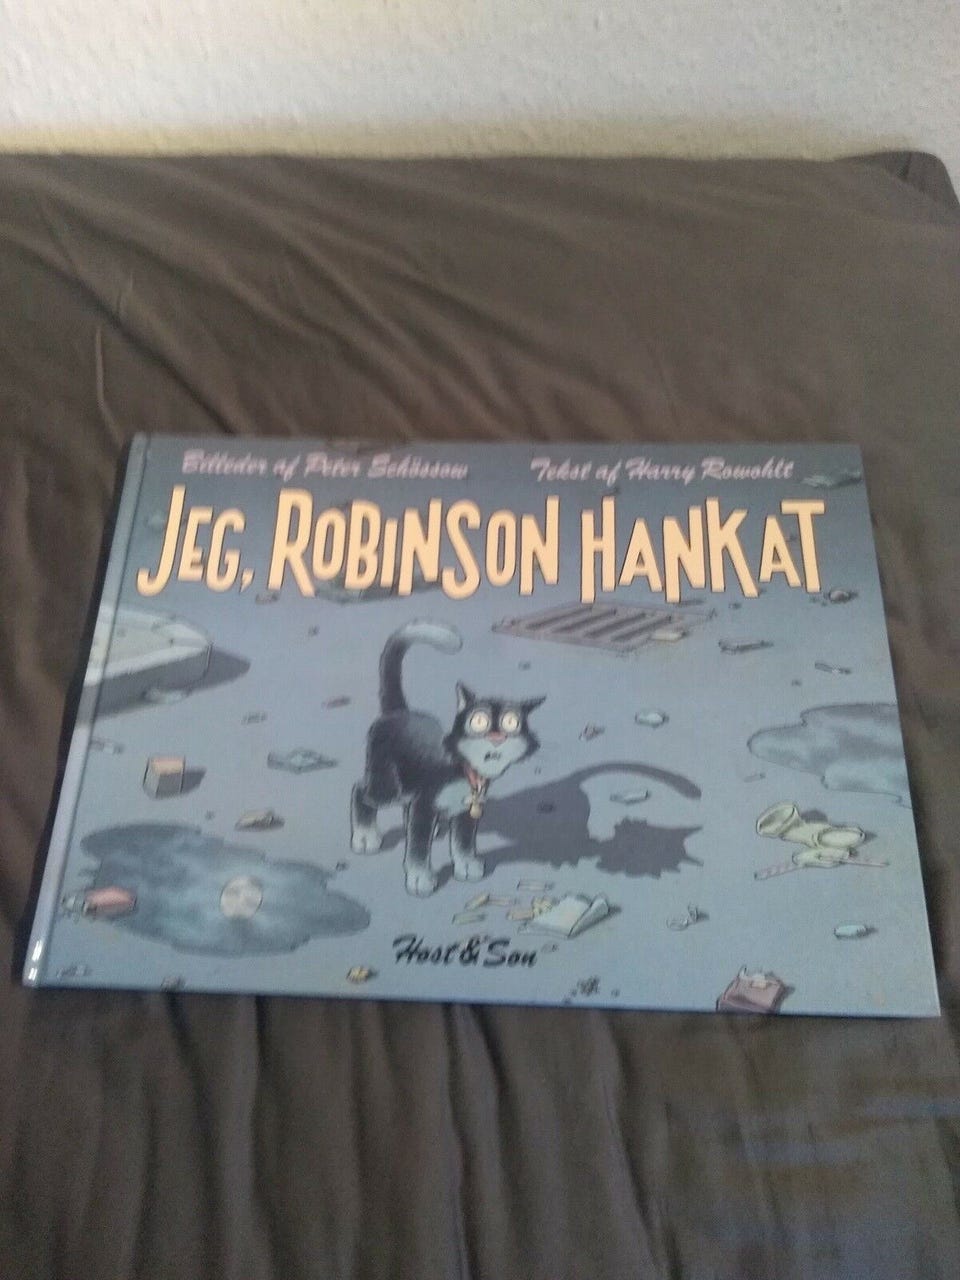 Billeder af Peter Schössow
Tekst af Harry Rowohlt
JEG, ROBINSON HANKAT
Høst & Søn